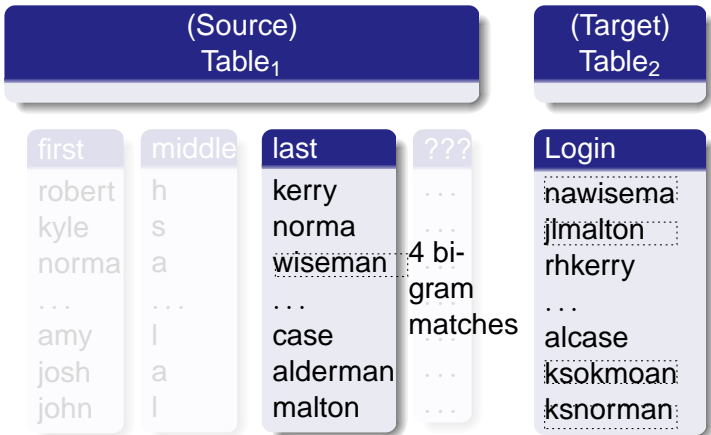 (Source)
Table₁
(Target)
Table₂
first middle last ??? Login
robert h kerry . . . nawisema
kyle s norma . . . jlmalton
norma a wiseman rhkerry
4 bi-
gram
matches
. . . . . . . . . . . .
amy l case alcase
josh a alderman . . . ksokmoan
john l malton . . . ksnorman